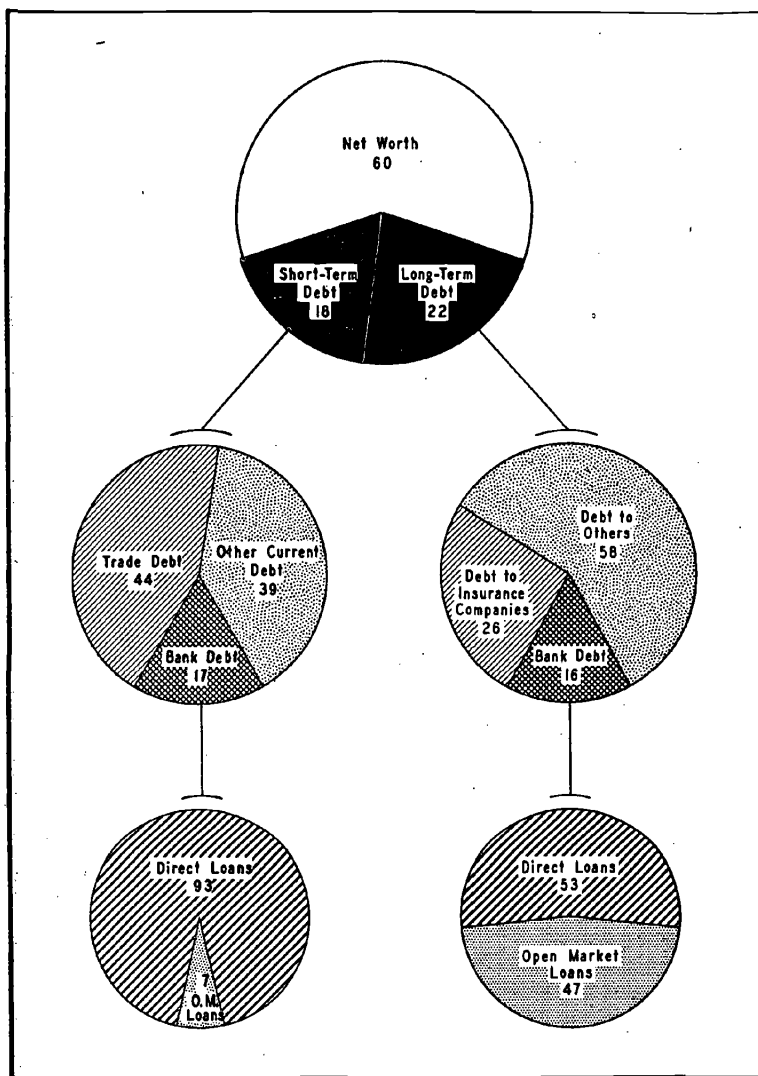 Net Worth
60
Short-Term
Debt
18
Long-Term
Debt
22
Trade Debt
44
Other Current
Debt
39
Bank Debt
17
Debt to
Others
58
Debt to
Insurance
Companies
26
Bank Debt
16
Direct Loans
93
7
O.M.
Loans
Direct Loans
53
Open Market
Loans
47